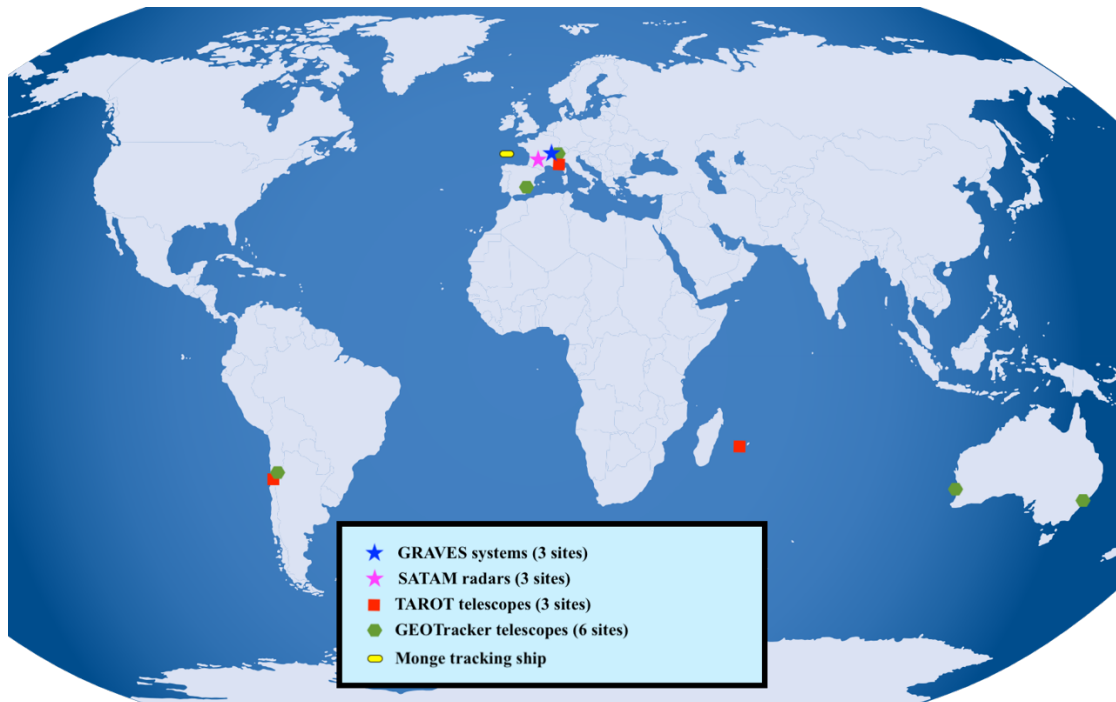 GRAVES systems (3 sites)
SATAM radars (3 sites)
TAROT telescopes (3 sites)
GEOTracker telescopes (6 sites)
Monge tracking ship